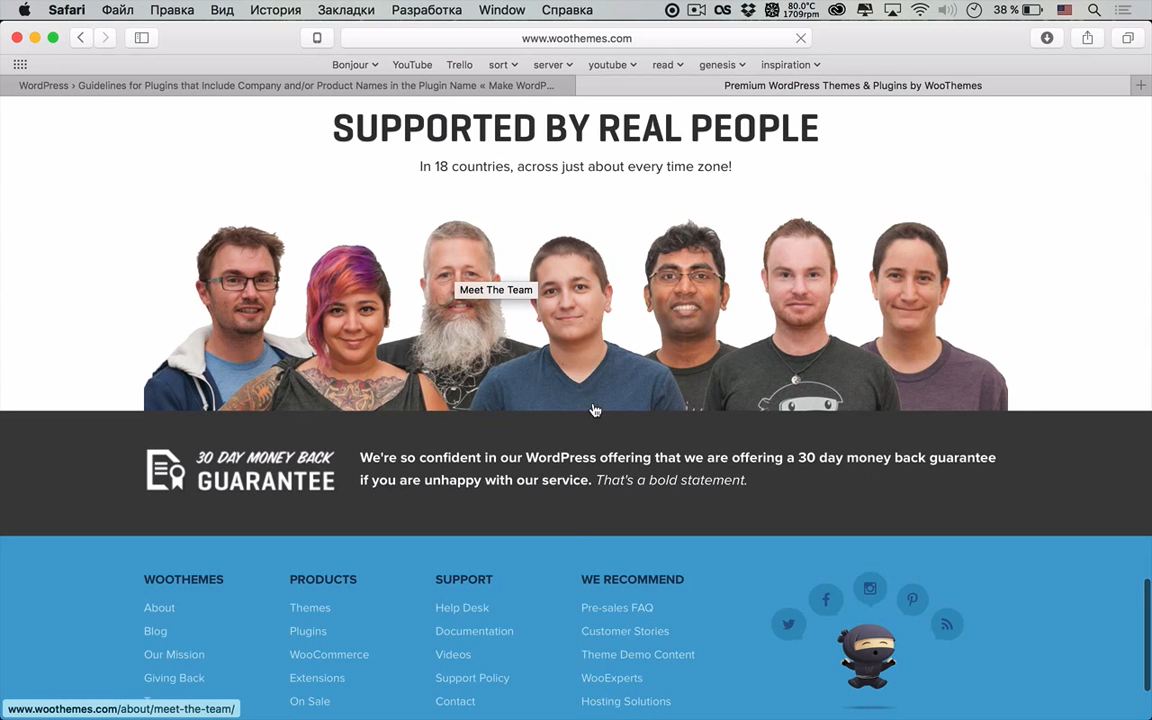 Safari Файл Правка Вид История Закладки Разработка Window Справка 80.0°C 1709rpm 38 %
www.woothemes.com
Bonjour YouTube Trello sort server youtube read genesis inspiration
WordPress › Guidelines for Plugins that Include Company and/or Product Names in the Plugin Name « Make WordP... Premium WordPress Themes & Plugins by WooThemes
SUPPORTED BY REAL PEOPLE
In 18 countries, across just about every time zone!
Meet The Team
30 DAY MONEY BACK
GUARANTEE
We're so confident in our WordPress offering that we are offering a 30 day money back guarantee
if you are unhappy with our service. That's a bold statement.
WOOTHEMES PRODUCTS SUPPORT WE RECOMMEND
About Themes Help Desk Pre-sales FAQ
Blog Plugins Documentation Customer Stories
Our Mission WooCommerce Videos Theme Demo Content
Giving Back Extensions Support Policy WooExperts
On Sale Contact Hosting Solutions
www.woothemes.com/about/meet-the-team/